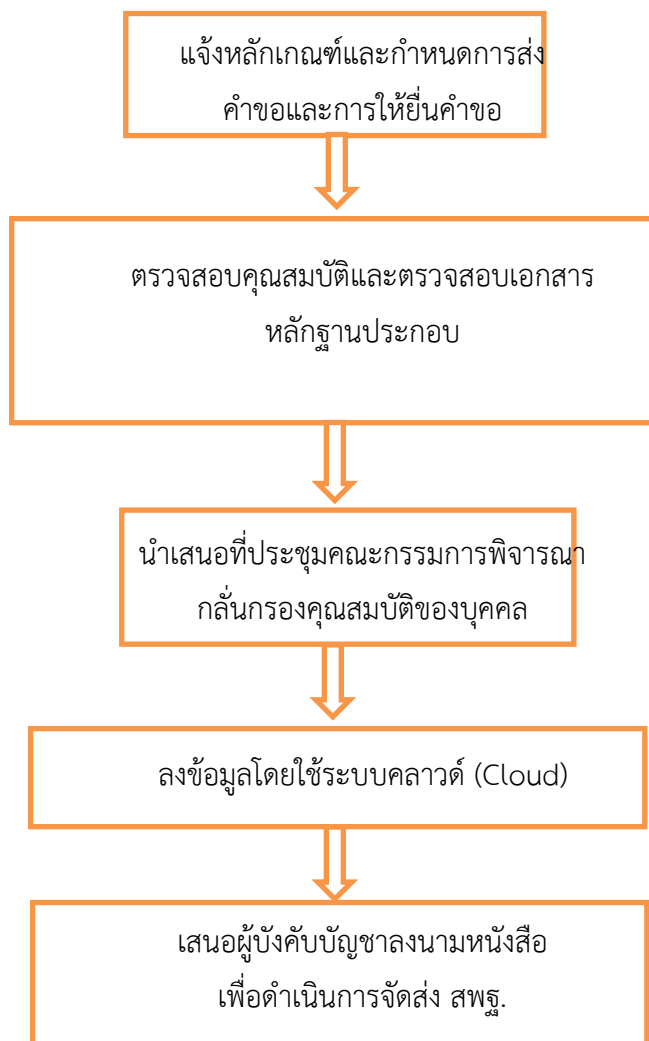 แจ้งหลักเกณฑ์และกำหนดการส่ง
คำขอและการให้ยื่นคำขอ
ตรวจสอบคุณสมบัติและตรวจสอบเอกสาร
หลักฐานประกอบ
นำเสนอที่ประชุมคณะกรรมการพิจารณา
กลั่นกรองคุณสมบัติของบุคคล
ลงข้อมูลโดยใช้ระบบคลาวด์ (Cloud)
เสนอผู้บังคับบัญชาลงนามหนังสือ
เพื่อดำเนินการจัดส่ง สพฐ.